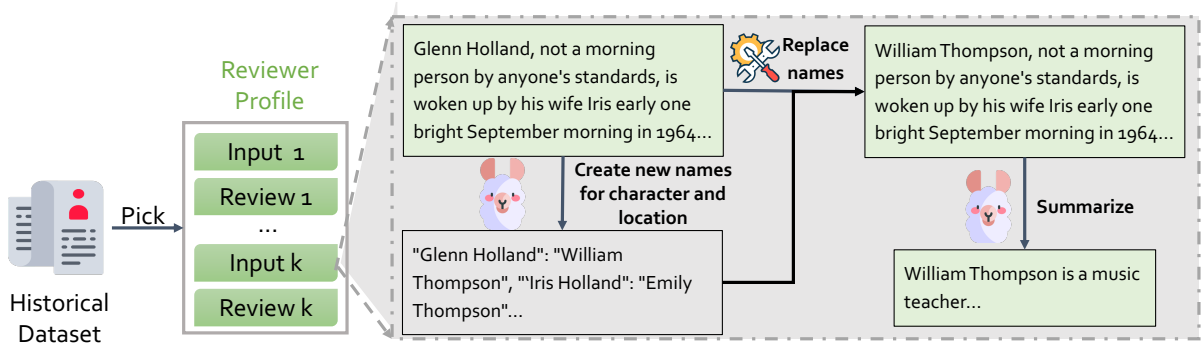 Historical
Dataset
Pick
Reviewer
Profile
Input 1
Review 1
...
Input k
Review k
Glenn Holland, not a morning
person by anyone's standards, is
woken up by his wife Iris early one
bright September morning in 1964...
Create new names
for character and
location
"Glenn Holland": "William
Thompson", "'Iris Holland": "Emily
Thompson"...
Replace
names
William Thompson, not a morning
person by anyone's standards, is
woken up by his wife Iris early one
bright September morning in 1964...
Summarize
William Thompson is a music
teacher...